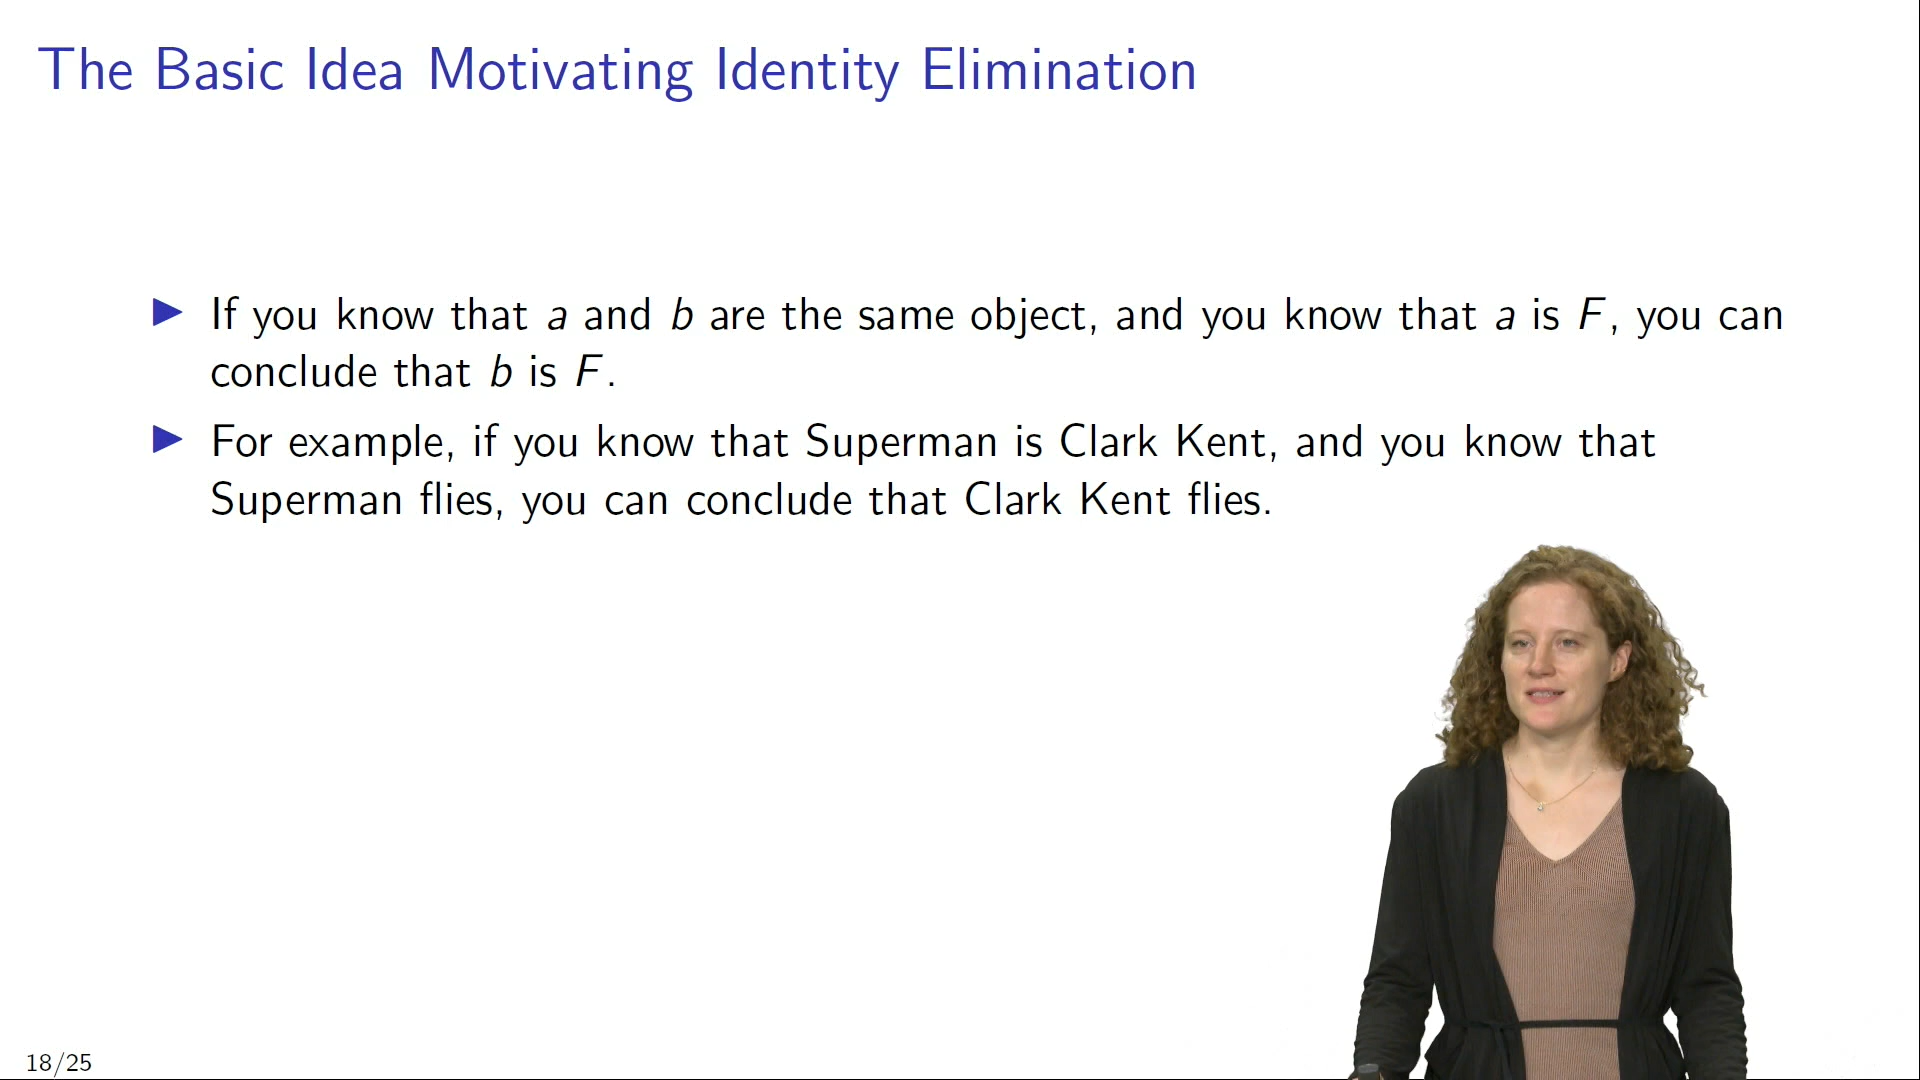 The Basic Idea Motivating Identity Elimination
▶ If you know that a and b are the same object, and you know that a is F, you can
conclude that b is F.
▶ For example, if you know that Superman is Clark Kent, and you know that
Superman flies, you can conclude that Clark Kent flies.
18/25